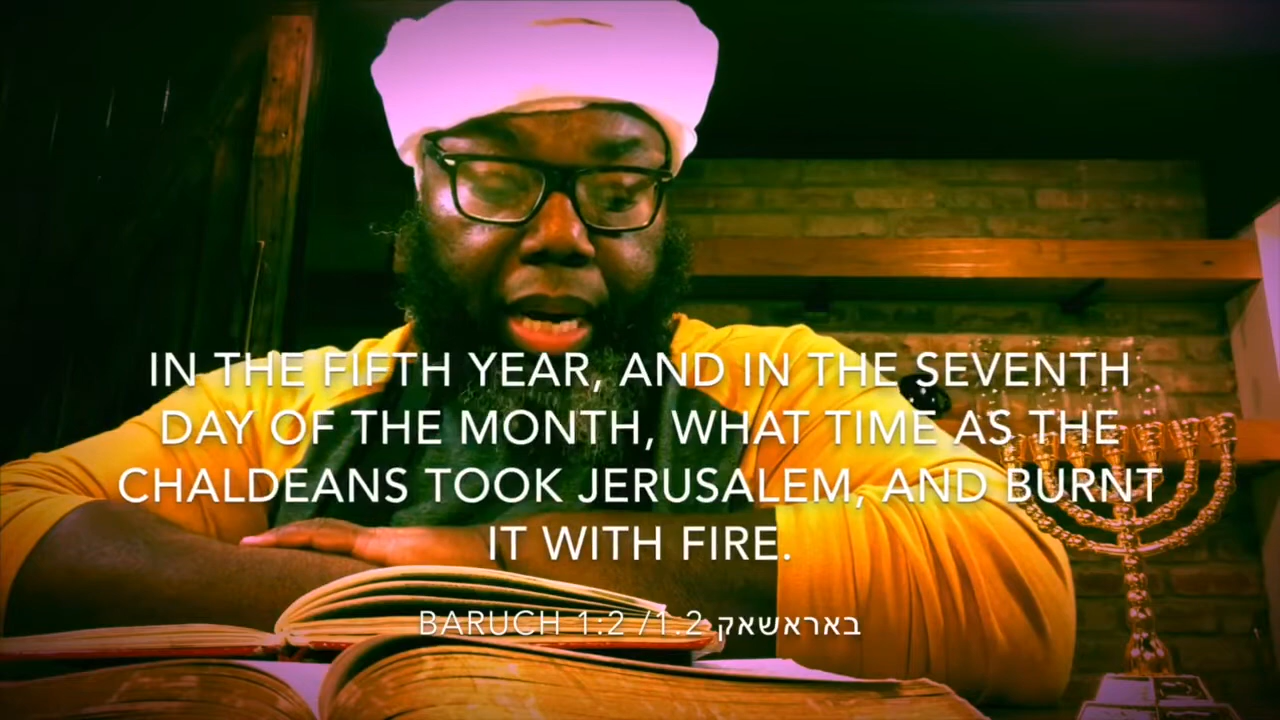 IN THE FIFTH YEAR, AND IN THE SEVENTH
DAY OF THE MONTH, WHAT TIME AS THE
CHALDEANS TOOK JERUSALEM, AND BURNT
IT WITH FIRE.
BARUCH 1:2 /1.2 באראשאק